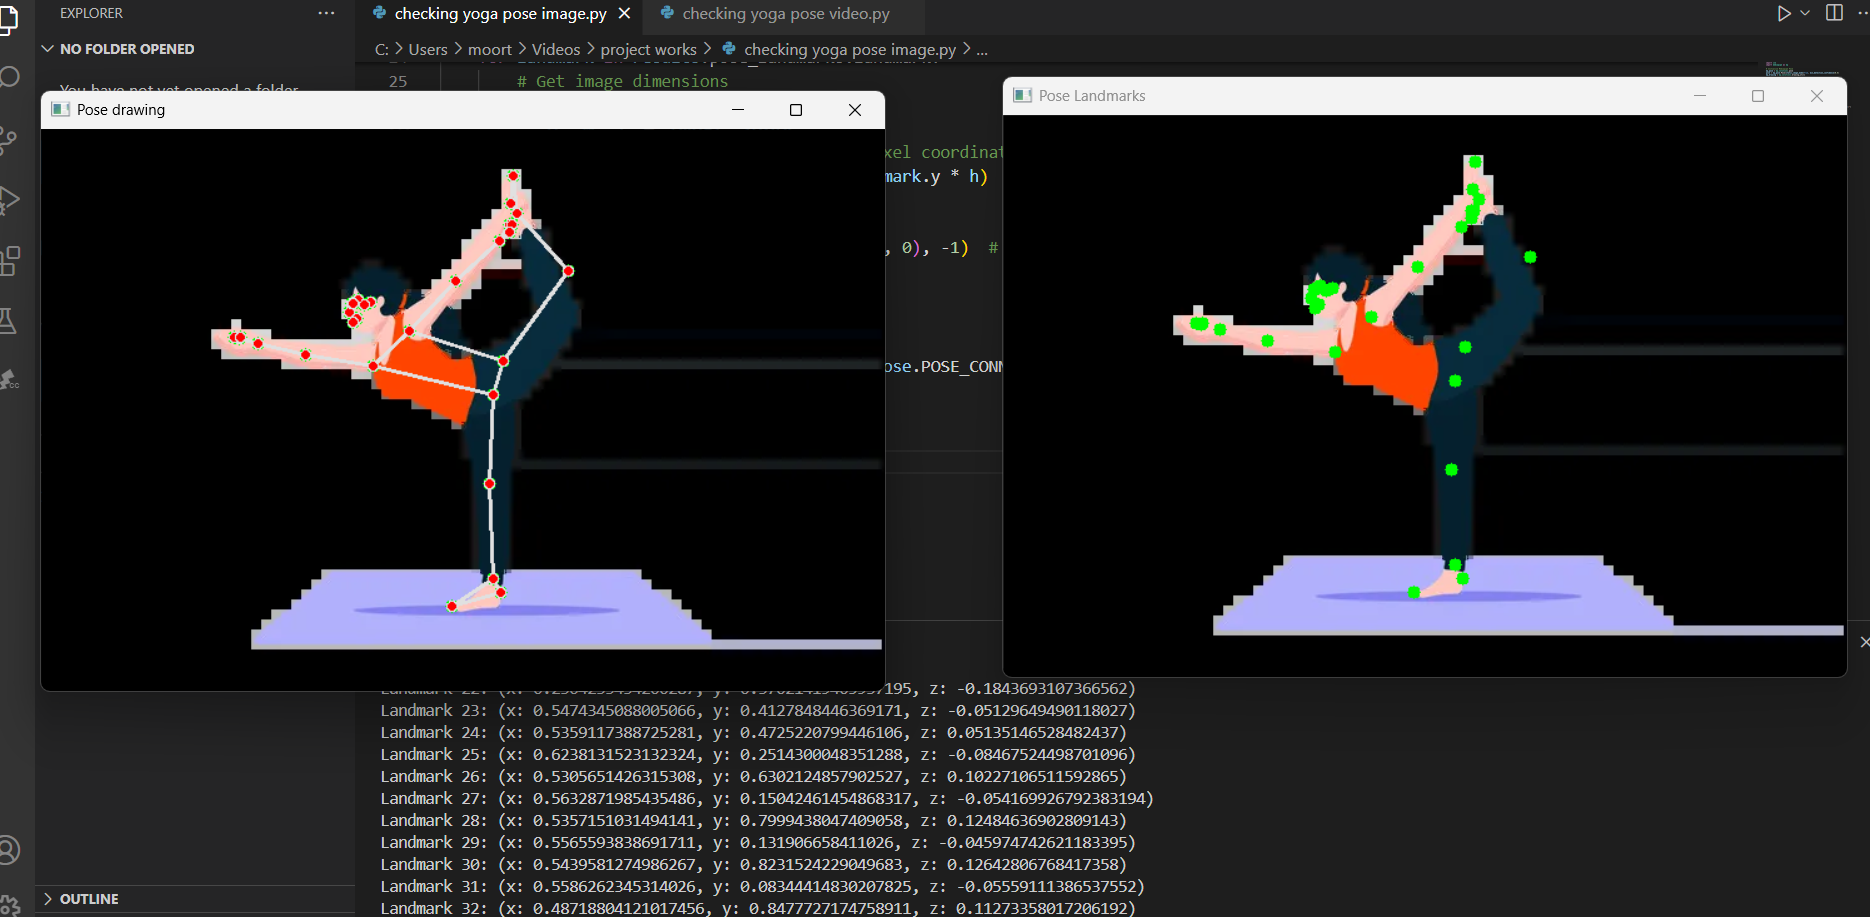 EXPLORER ...
checking yoga pose image.py
checking yoga pose video.py
NO FOLDER OPENED
C: > Users > moort > Videos > project works > checking yoga pose image.py > ...
You have not yet opened a folder
25 # Get image dimensions
Pose drawing
Pose Landmarks
xel coordinat
mark.y * h)
, 0), -1) #
ose.POSE_CONN
Landmark 22: 195, z: -0.1843693107366562)
Landmark 23: (x: 0.5474345088005066, y: 0.4127848446369171, z: -0.05129649490118027)
Landmark 24: (x: 0.5359117388725281, y: 0.4725220799446106, z: 0.05135146528482437)
Landmark 25: (x: 0.6238131523132324, y: 0.2514300048351288, z: -0.08467524498701096)
Landmark 26: (x: 0.5305651426315308, y: 0.6302124857902527, z: 0.10227106511592865)
Landmark 27: (x: 0.5632871985435486, y: 0.15042461454868317, z: -0.054169926792383194)
Landmark 28: (x: 0.5357151031494141, y: 0.7999438047409058, z: 0.12484636902809143)
Landmark 29: (x: 0.5565593838691711, y: 0.131906658411026, z: -0.045974742621183395)
Landmark 30: (x: 0.5439581274986267, y: 0.8231524229049683, z: 0.12642806768417358)
Landmark 31: (x: 0.5586262345314026, y: 0.08344414830207825, z: -0.05559111386537552)
OUTLINE
Landmark 32: (x: 0.48718804121017456, y: 0.8477727174758911, z: 0.11273358017206192)